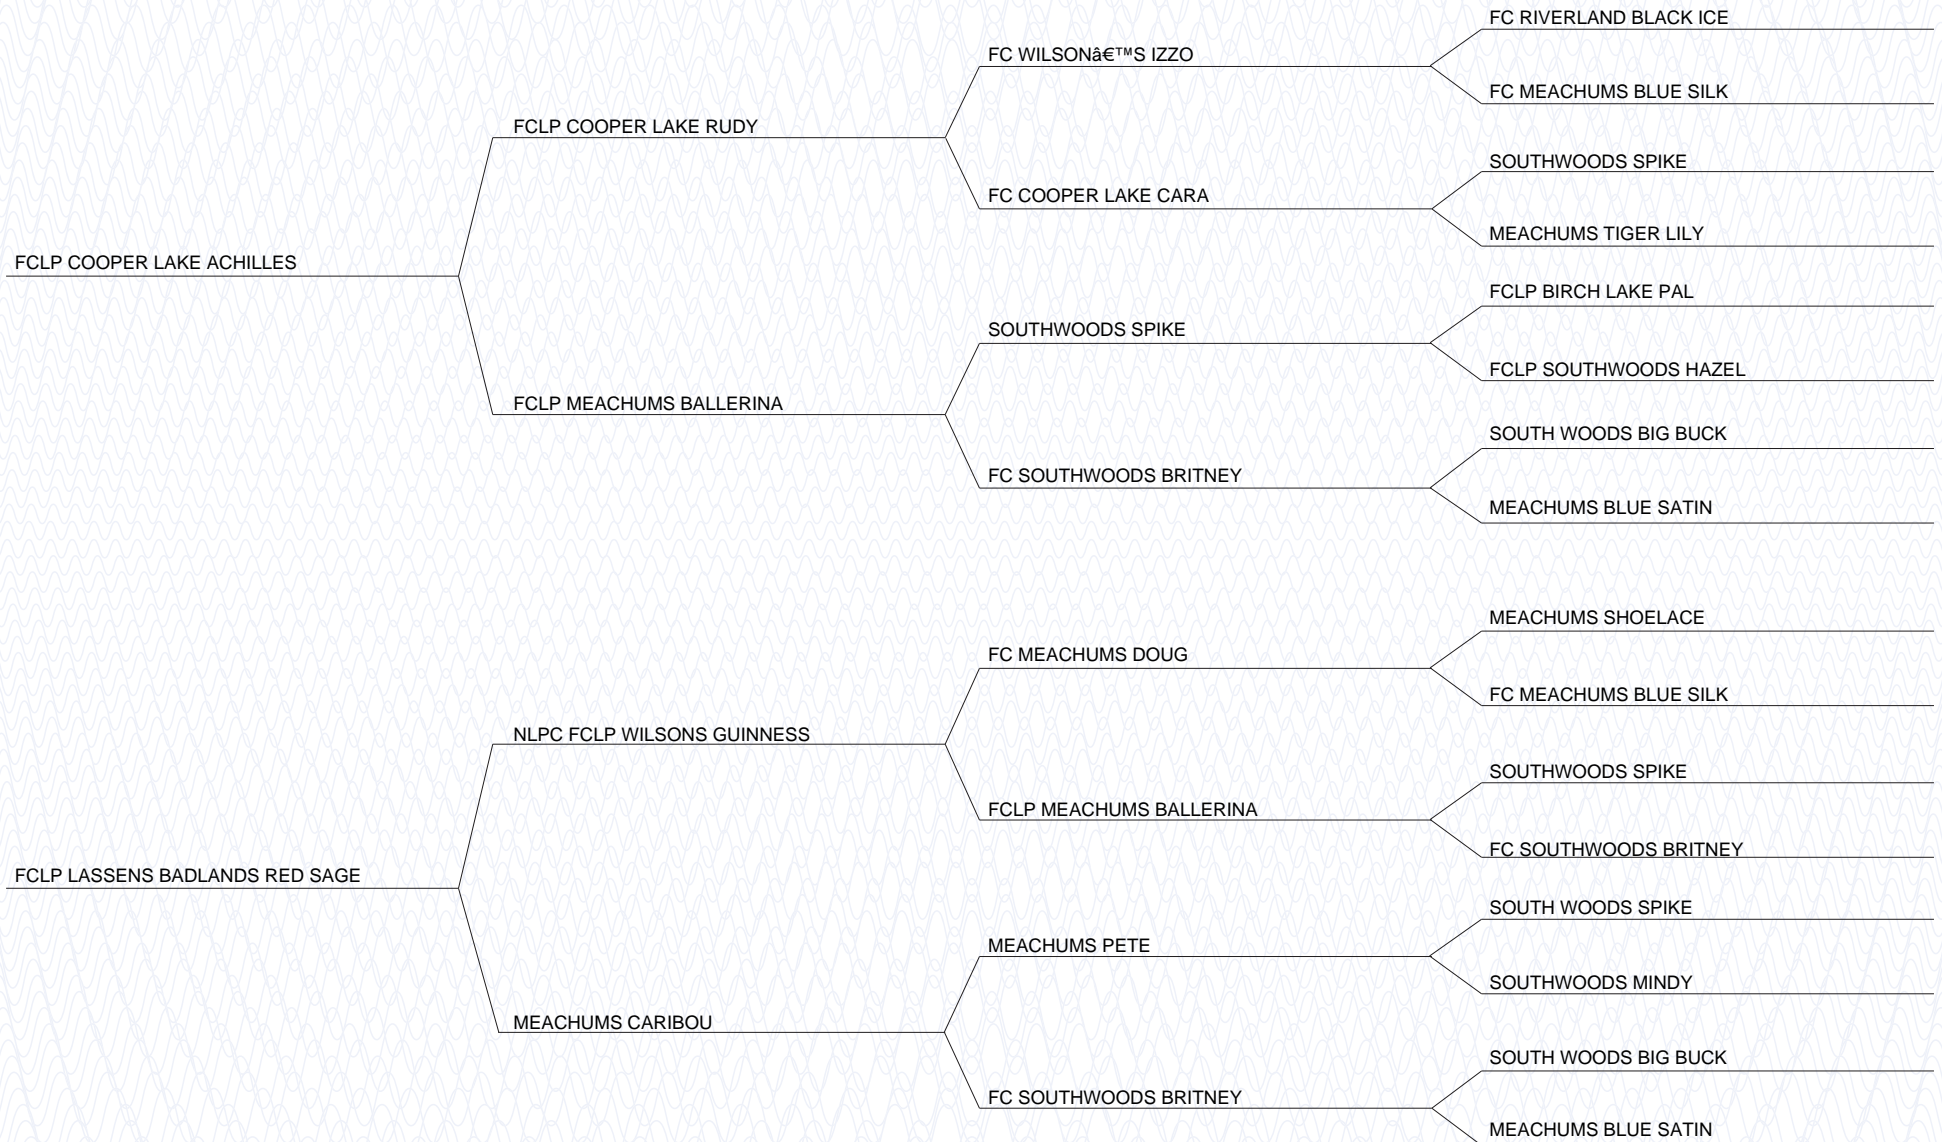 FC RIVERLAND BLACK ICE
FC WILSONâ€™S IZZO
FC MEACHUMS BLUE SILK
FCLP COOPER LAKE RUDY
SOUTHWOODS SPIKE
FC COOPER LAKE CARA
MEACHUMS TIGER LILY
FCLP COOPER LAKE ACHILLES
FCLP BIRCH LAKE PAL
SOUTHWOODS SPIKE
FCLP SOUTHWOODS HAZEL
FCLP MEACHUMS BALLERINA
SOUTH WOODS BIG BUCK
FC SOUTHWOODS BRITNEY
MEACHUMS BLUE SATIN
MEACHUMS SHOELACE
FC MEACHUMS DOUG
FC MEACHUMS BLUE SILK
NLPC FCLP WILSONS GUINNESS
SOUTHWOODS SPIKE
FCLP MEACHUMS BALLERINA
FC SOUTHWOODS BRITNEY
FCLP LASSENS BADLANDS RED SAGE
SOUTH WOODS SPIKE
MEACHUMS PETE
SOUTHWOODS MINDY
MEACHUMS CARIBOU
SOUTH WOODS BIG BUCK
FC SOUTHWOODS BRITNEY
MEACHUMS BLUE SATIN